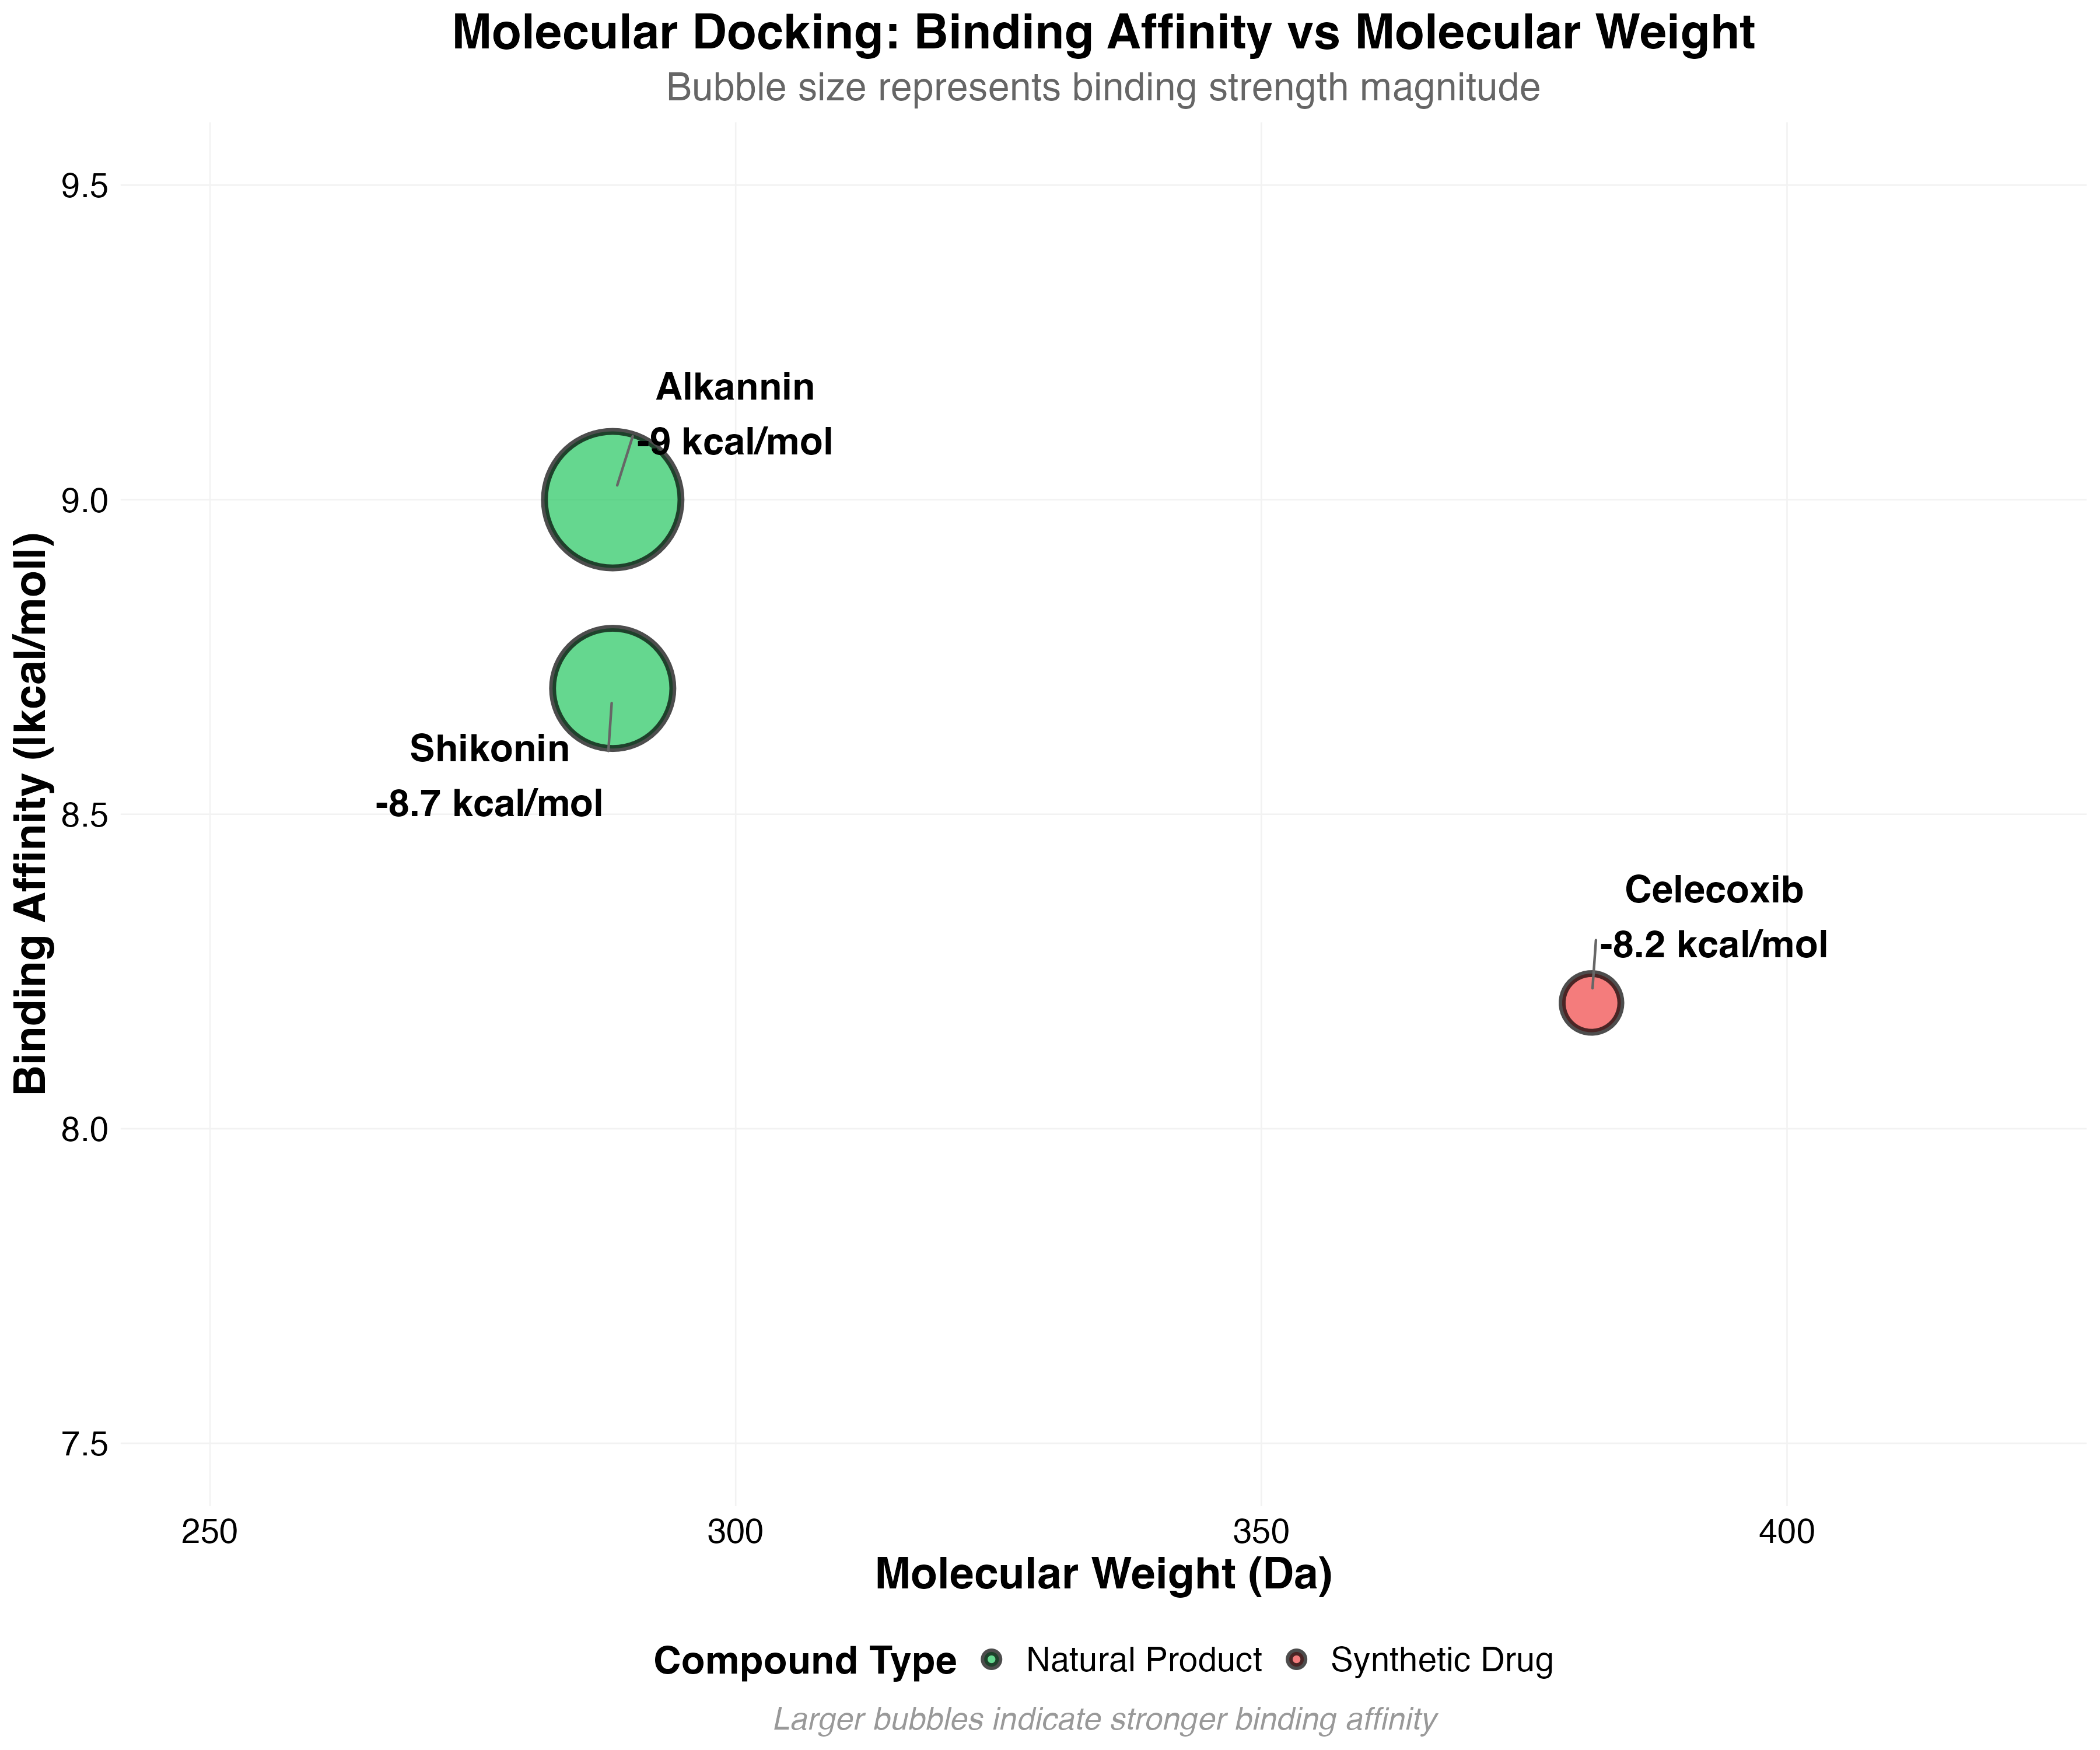 Molecular Docking: Binding Affinity vs Molecular Weight
Bubble size represents binding strength magnitude
Binding Affinity (|kcal/mol|)
9.5
9.0
8.5
8.0
7.5
Alkannin
-9 kcal/mol
Shikonin
-8.7 kcal/mol
Celecoxib
-8.2 kcal/mol
250 300 350 400
Molecular Weight (Da)
Compound Type Natural Product Synthetic Drug
Larger bubbles indicate stronger binding affinity